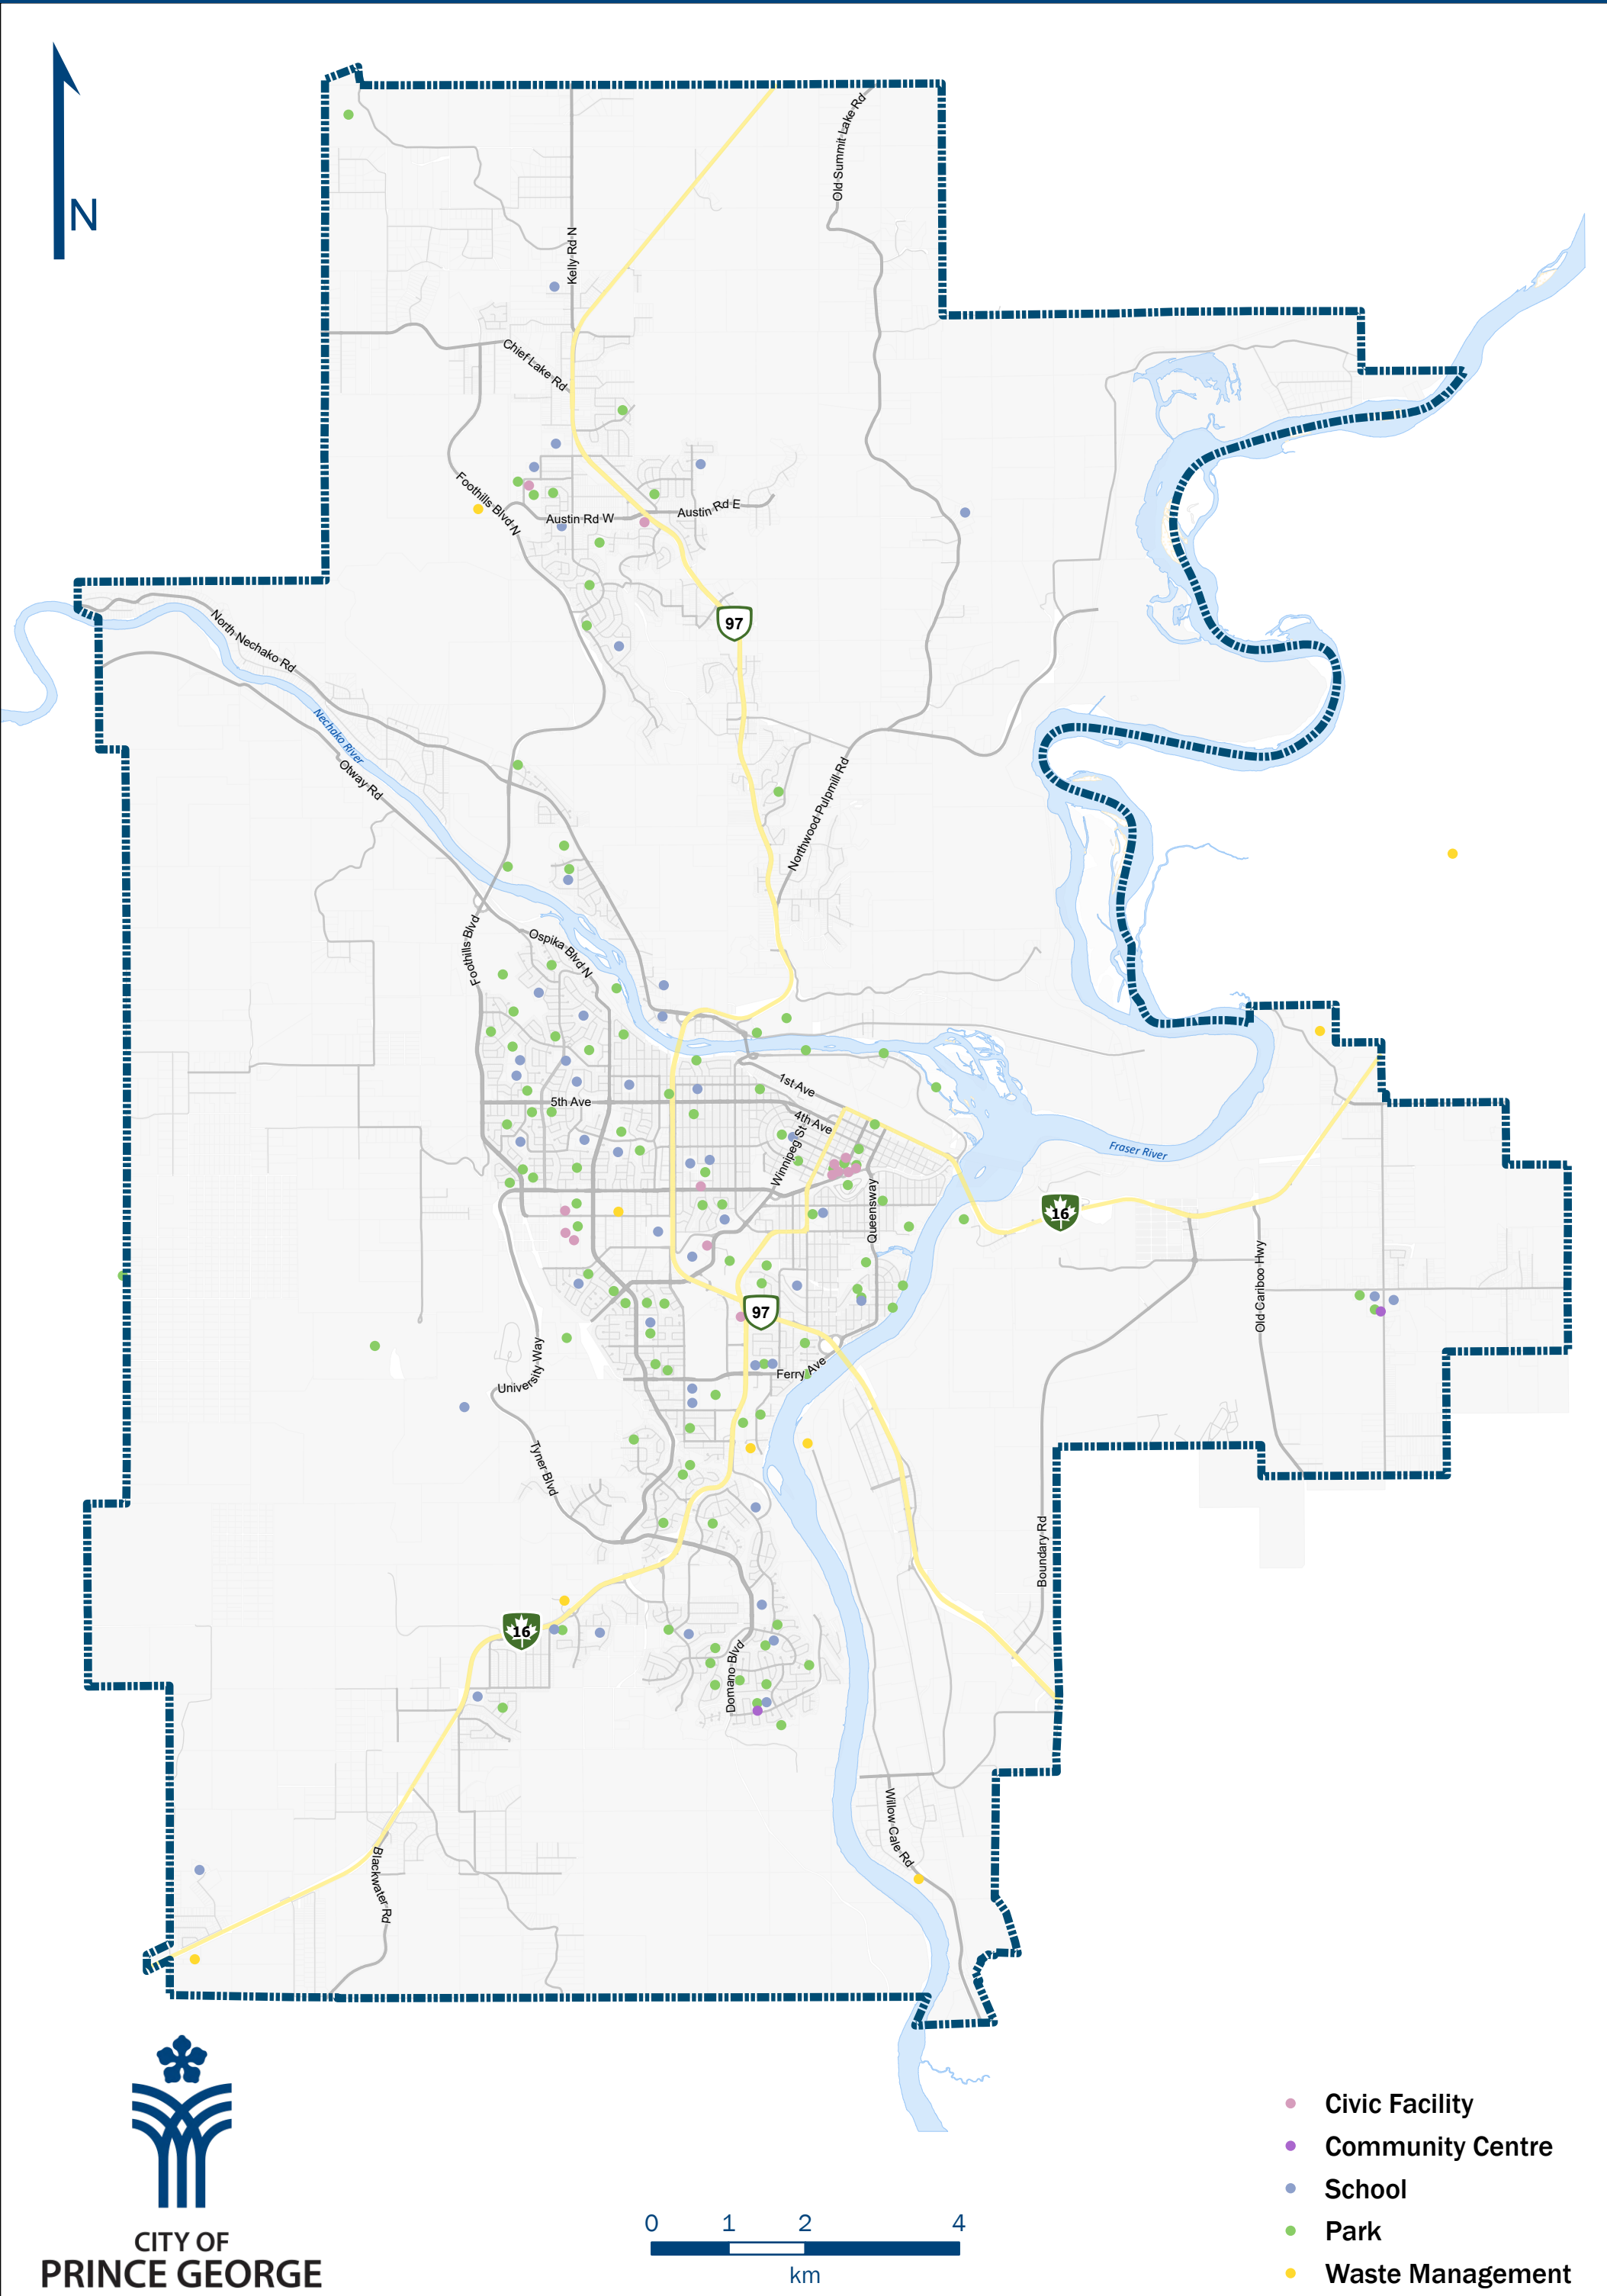 N
Old Summit Lake Rd
Kelly Rd N
Chief Lake Rd
Foothills Blvd N
Austin Rd W
Austin Rd E
97
North Nechako Rd
Nechako River
Otway Rd
Northwood Pulpmill Rd
Foothills Blvd
Ospika Blvd N
1st Ave
5th Ave
4th Ave
Winnipeg St
Fraser River
Queensway
16
Old Cariboo Hwy
97
University Way
Ferry Ave
Tyner Blvd
Boundary Rd
16
Domano Blvd
Willow Cale Rd
Blackwater Rd
CITY OF
PRINCE GEORGE
0 1 2 4
km
Civic Facility
Community Centre
School
Park
Waste Management